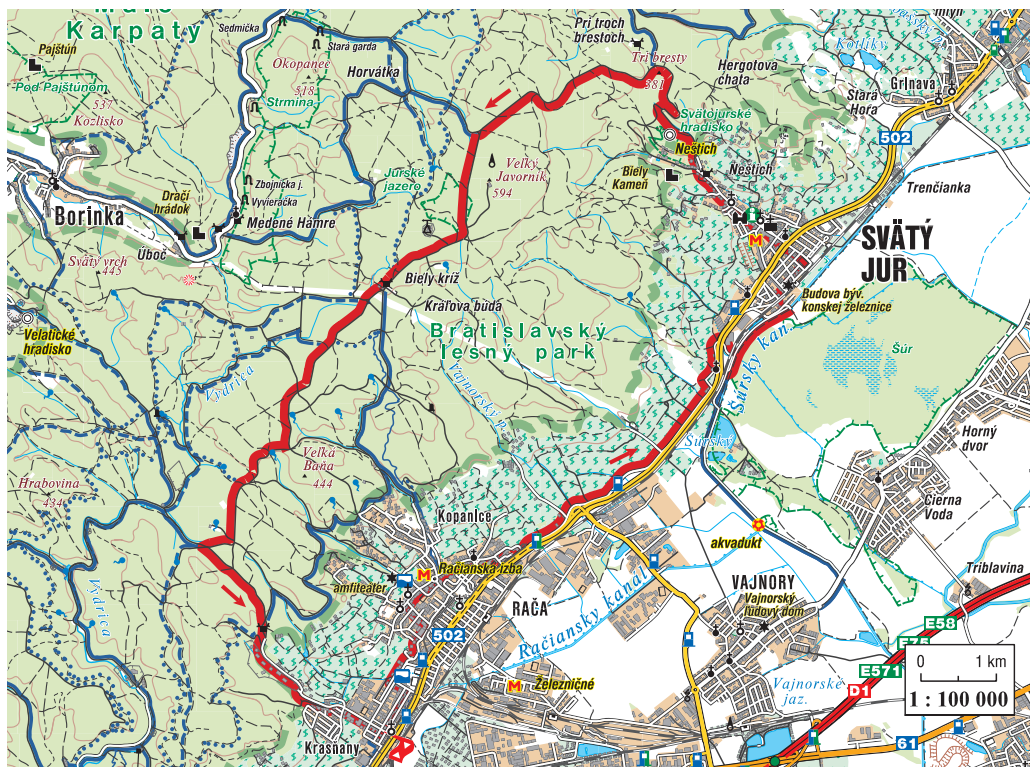 Malé
Karpaty
Sedmička
Stará garda
Pajštún
Pod Pajštúnom
537
Kozlisko
Okopanec
518
Strmina
Horvátka
Pri troch
brestoch
Tri bresty
381
Hergotova
chata
Kotlíky
Grinava
Stará
Hora
502
Trenčianka
Svätojurské
hradisko
Neštich
Neštich
Biely
Kameň
Veľký
Javorník
594
Jurské
jazero
Zbojnícka j.
Vyvieračka
Dračí
hrádok
Medené Hámre
Borinka
Úboč
Svätý vrch
445
M
SVÄTÝ
JUR
Budova býv.
konskej železnice
Biely kríž
Kráľova búda
Bratislavský
lesný park
Velatické
hradisko
Vydrica
Vajnorský p.
Šúrsky kan.
Šúr
Šúrsky
Horný
dvor
Veľká
Baňa
444
Hrabovina
434
Čierna
Voda
Kopanice
akvadukt
Račianska izba
M
amfiteáter
Triblavina
Vydrica
RAČA
Račiansky kanál
VAJNORY
Vajnorský
ľudový dom
502
E58
E75
E571
D1
0 1 km
1 : 100 000
M
Železničné
Vajnorské
jaz.
Krasňany
61